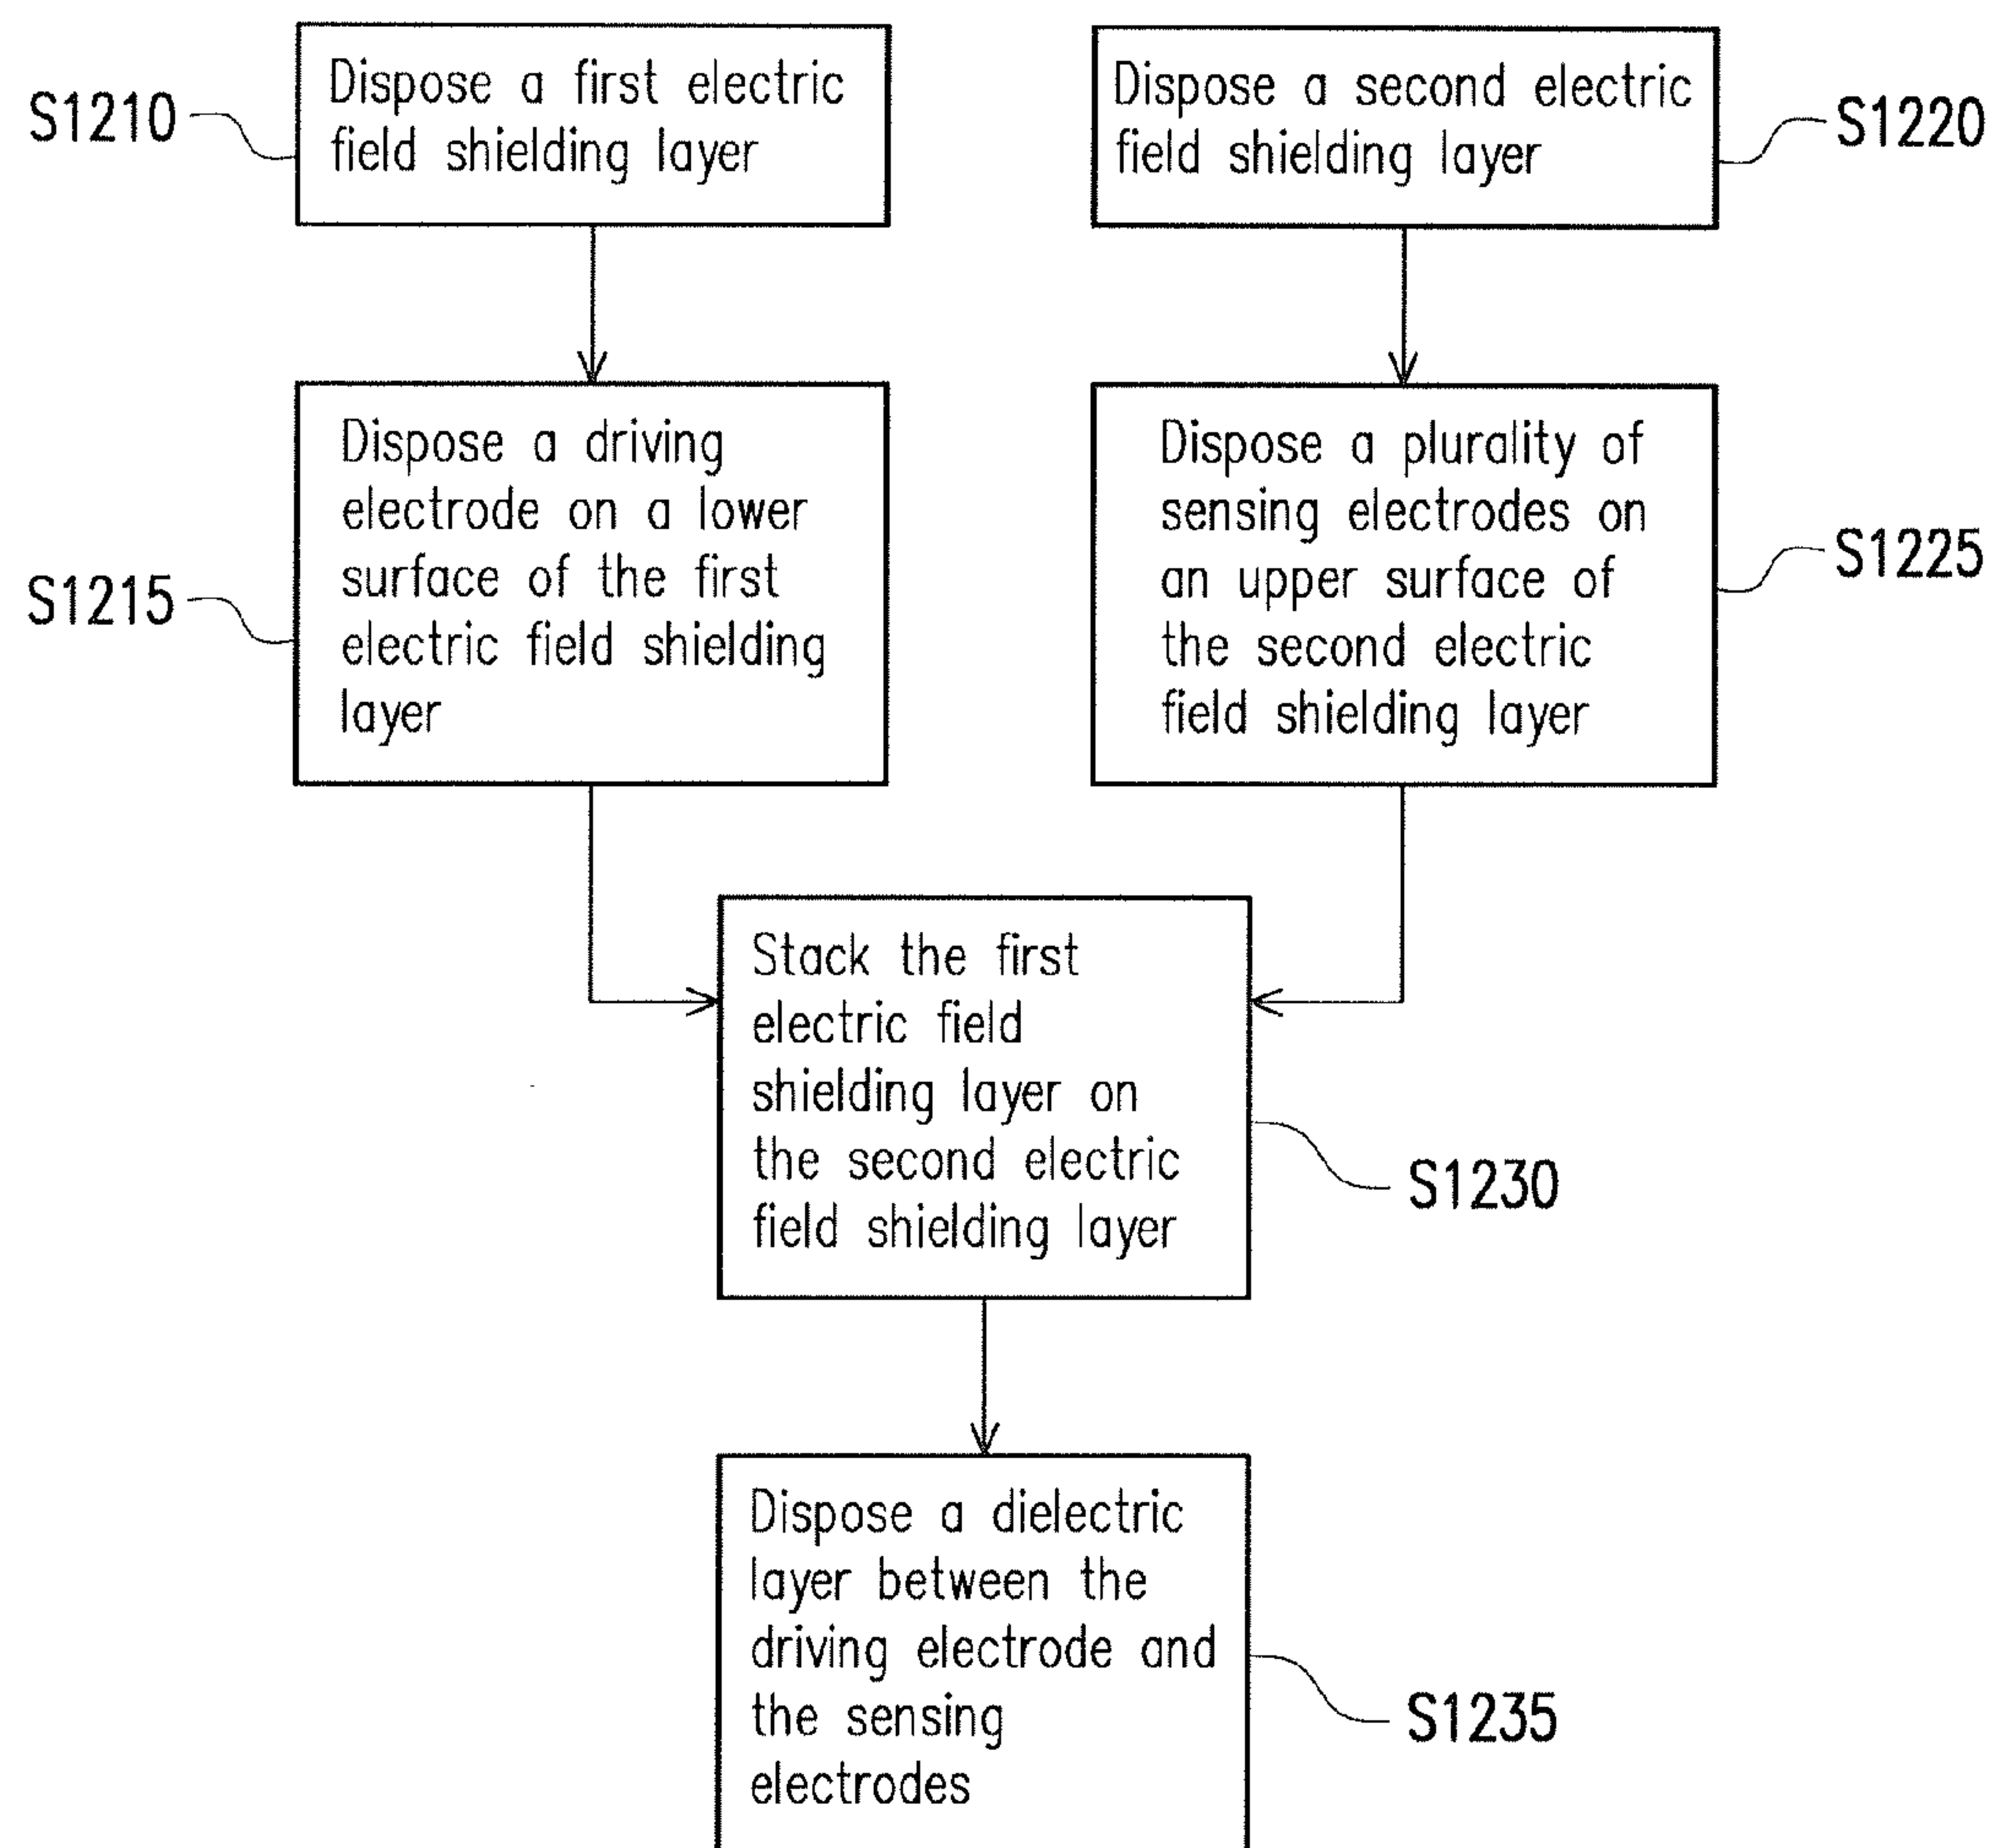 S1210
Dispose a first electric
field shielding layer
Dispose a second electric
field shielding layer
S1220
S1215
Dispose a driving
electrode on a lower
surface of the first
electric field shielding
layer
Dispose a plurality of
sensing electrodes on
an upper surface of
the second electric
field shielding layer
S1225
Stack the first
electric field
shielding layer on
the second electric
field shielding layer
S1230
Dispose a dielectric
layer between the
driving electrode and
the sensing
electrodes
S1235